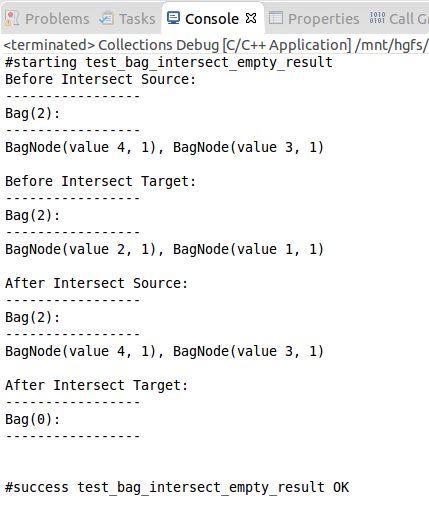 Problems Tasks Console Properties Call
<terminated> Collections Debug [C/C++ Application] /mnt/hgfs/
#starting test_bag_intersect_empty_result
Before Intersect Source:
-----------------
Bag(2):
-----------------
BagNode(value 4, 1), BagNode(value 3, 1)
Before Intersect Target:
-----------------
Bag(2):
-----------------
BagNode(value 2, 1), BagNode(value 1, 1)
After Intersect Source:
-----------------
Bag(2):
-----------------
BagNode(value 4, 1), BagNode(value 3, 1)
After Intersect Target:
-----------------
Bag(0):
-----------------
#success test_bag_intersect_empty_result OK